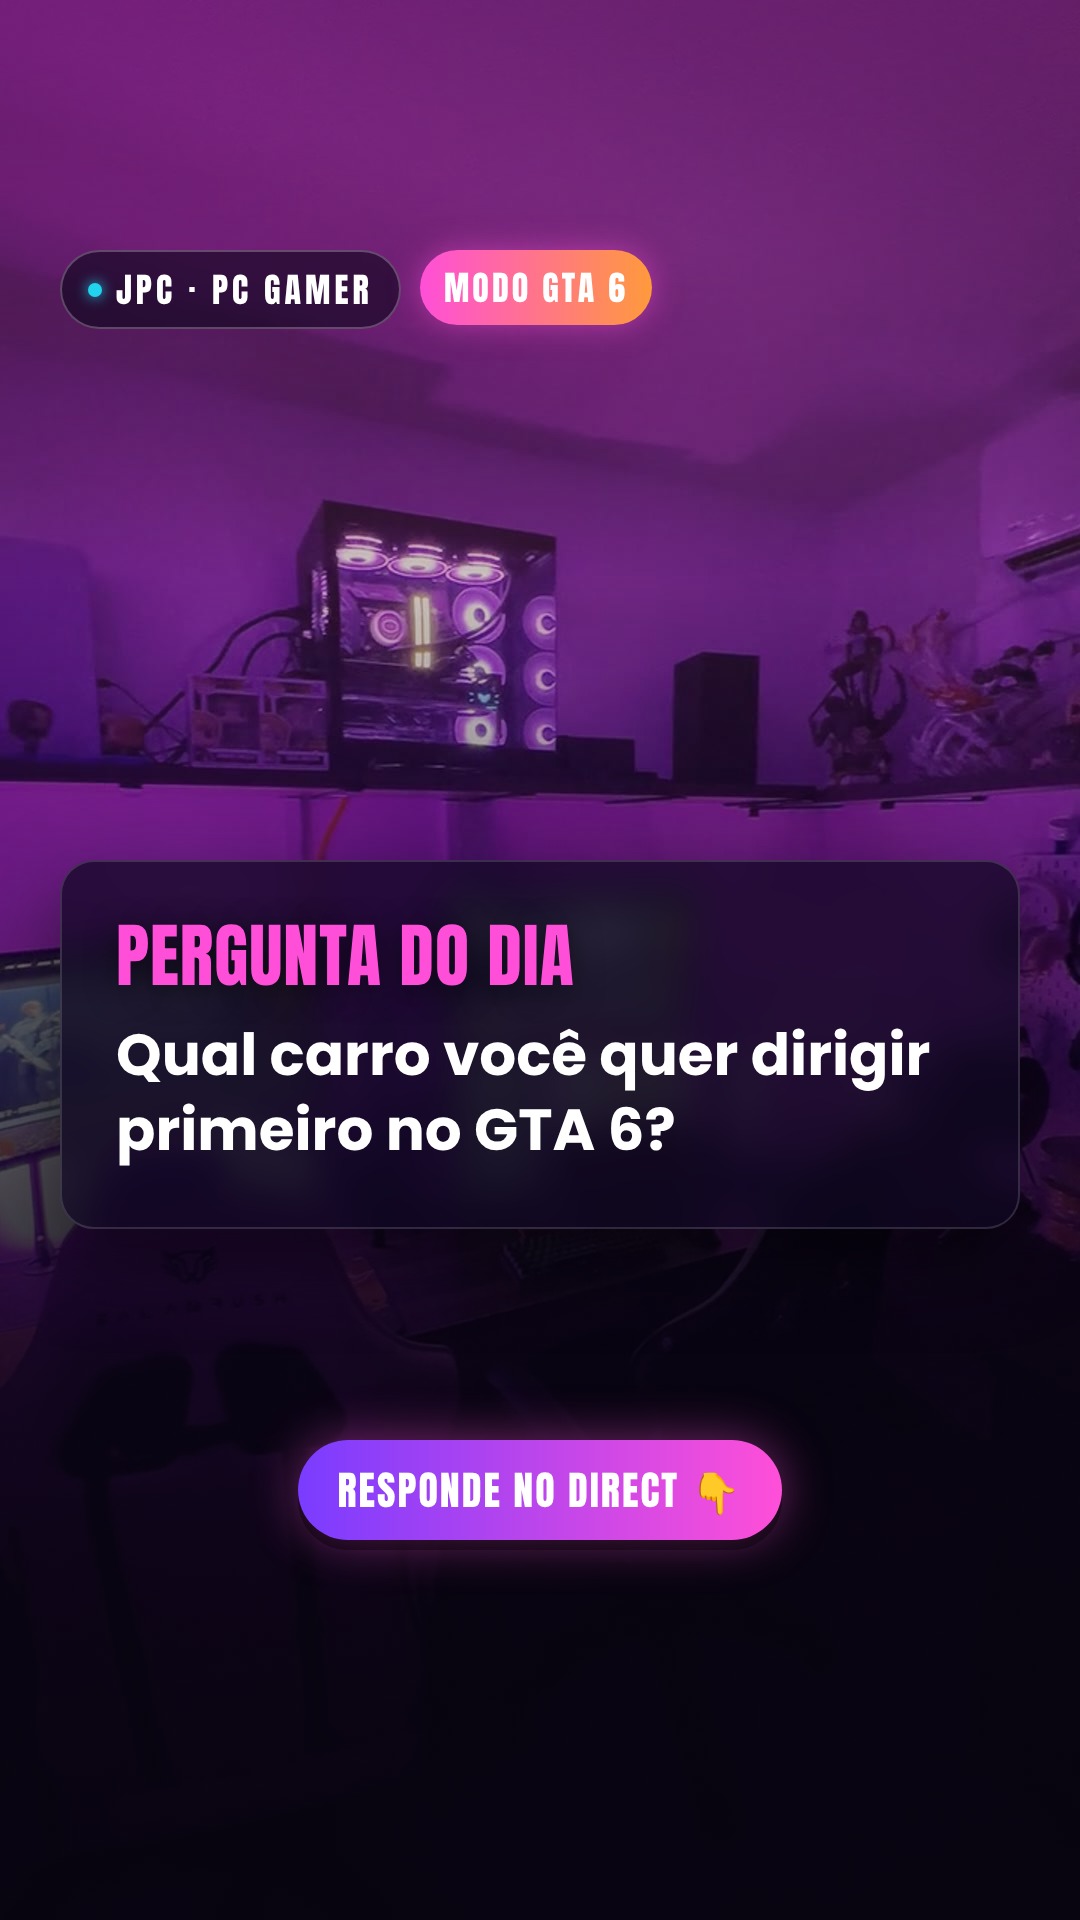 JPC · PC GAMER
MODO GTA 6
PERGUNTA DO DIA
Qual carro você quer dirigir
primeiro no GTA 6?
RESPONDE NO DIRECT 👇